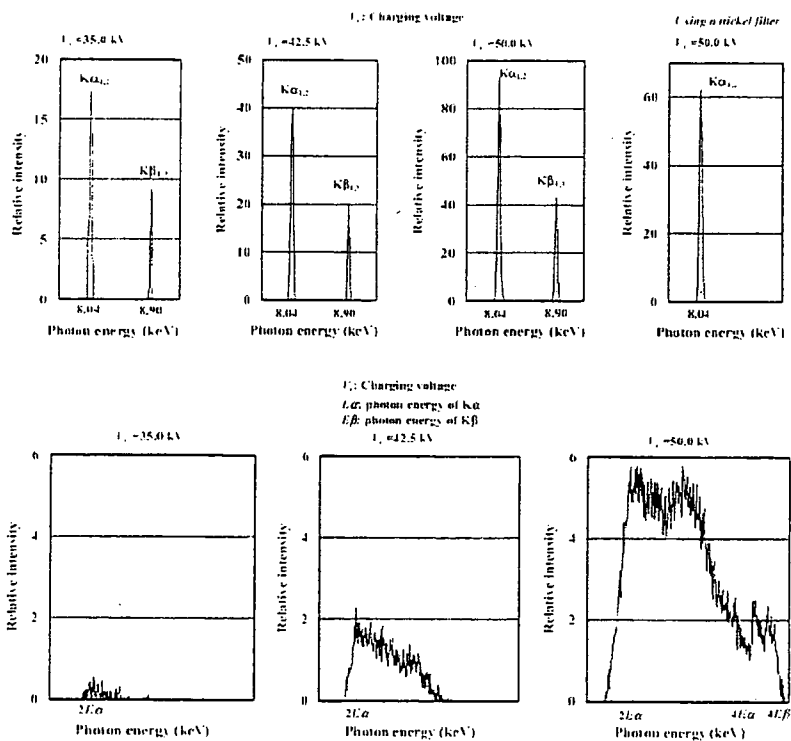 Vc: Charging voltage
Using a nickel filter
Vc =35.0 kV
Vc =42.5 kV
Vc =50.0 kV
Vc =50.0 kV
20
15
10
5
0
Relative intensity
Kα1,2
Kβ1,3
8.04 8.90
Photon energy (keV)
50
40
30
20
10
0
Relative intensity
Kα1,2
Kβ1,3
8.04 8.90
Photon energy (keV)
100
80
60
40
20
0
Relative intensity
Kα1,2
Kβ1,3
8.04 8.90
Photon energy (keV)
60
40
20
0
Relative intensity
Kα1,2
8.04
Photon energy (keV)
Vc: Charging voltage
Eα: photon energy of Kα
Eβ: photon energy of Kβ
Vc =35.0 kV
Vc =42.5 kV
Vc =50.0 kV
6
4
2
0
Relative intensity
2Eα
Photon energy (keV)
6
4
2
0
Relative intensity
2Eα
Photon energy (keV)
6
4
2
0
Relative intensity
2Eα 4Eα 4Eβ
Photon energy (keV)